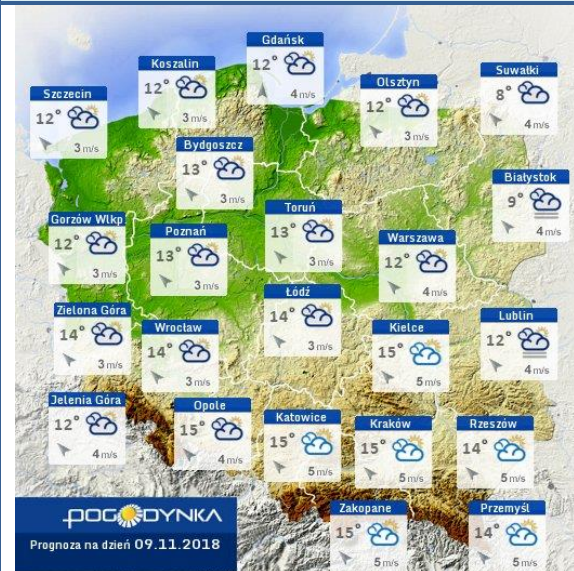 Gdańsk
12°
4 m/s
Koszalin
12°
3 m/s
Suwałki
8°
4 m/s
Olsztyn
12°
3 m/s
Szczecin
12°
3 m/s
Bydgoszcz
13°
3 m/s
Białystok
9°
4 m/s
Toruń
13°
3 m/s
Gorzów Wlkp
12°
3 m/s
Poznań
13°
3 m/s
Warszawa
12°
4 m/s
Łódź
14°
3 m/s
Zielona Góra
14°
3 m/s
Wrocław
14°
3 m/s
Kielce
15°
5 m/s
Lublin
12°
4 m/s
Jelenia Góra
12°
4 m/s
Opole
15°
4 m/s
Katowice
15°
5 m/s
Kraków
15°
5 m/s
Rzeszów
14°
5 m/s
Zakopane
15°
5 m/s
Przemyśl
14°
5 m/s
POGODYNKA
Prognoza na dzień 09.11.2018